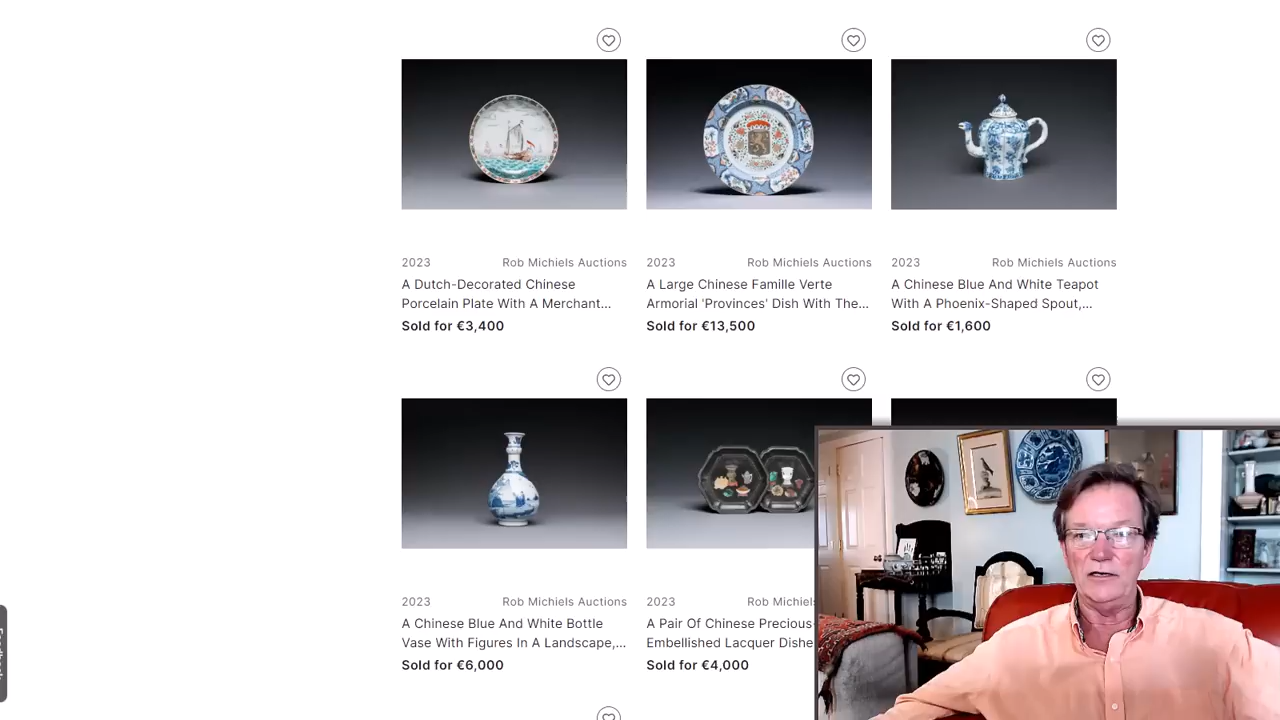 2023 Rob Michiels Auctions
A Dutch-Decorated Chinese
Porcelain Plate With A Merchant...
Sold for €3,400
2023 Rob Michiels Auctions
A Large Chinese Famille Verte
Armorial 'Provinces' Dish With The...
Sold for €13,500
2023 Rob Michiels Auctions
A Chinese Blue And White Teapot
With A Phoenix-Shaped Spout,...
Sold for €1,600
2023 Rob Michiels Auctions
A Chinese Blue And White Bottle
Vase With Figures In A Landscape,...
Sold for €6,000
2023 Rob Michiels
A Pair Of Chinese Precious-
Embellished Lacquer Dishe
Sold for €4,000